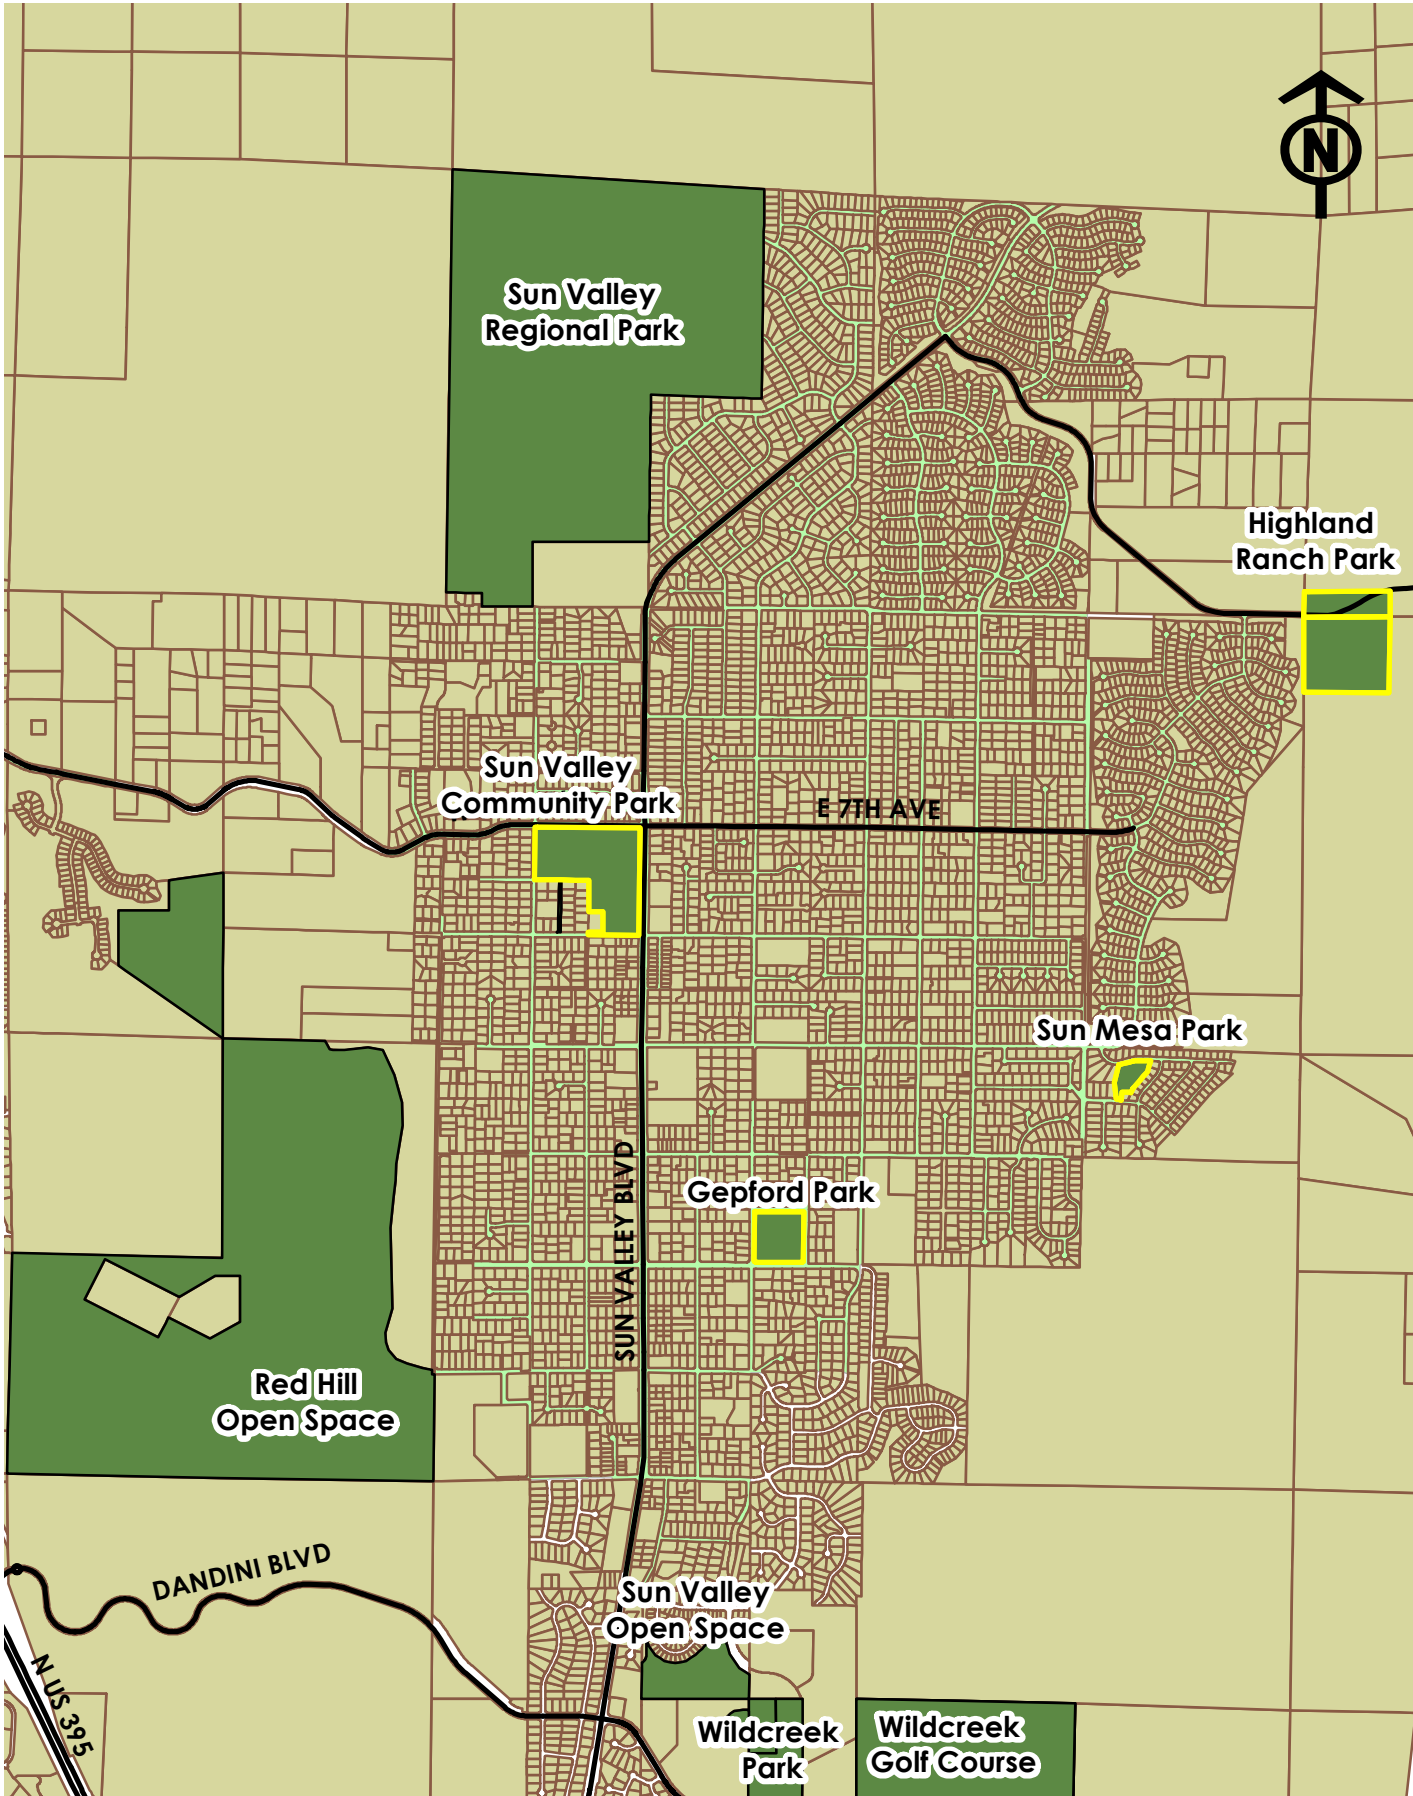 N
Sun Valley
Regional Park
Highland
Ranch Park
Sun Valley
Community Park
E 7TH AVE
Sun Mesa Park
SUN VALLEY BLVD
Gepford Park
Red Hill
Open Space
DANDINI BLVD
Sun Valley
Open Space
N US 395
Wildcreek
Park
Wildcreek
Golf Course